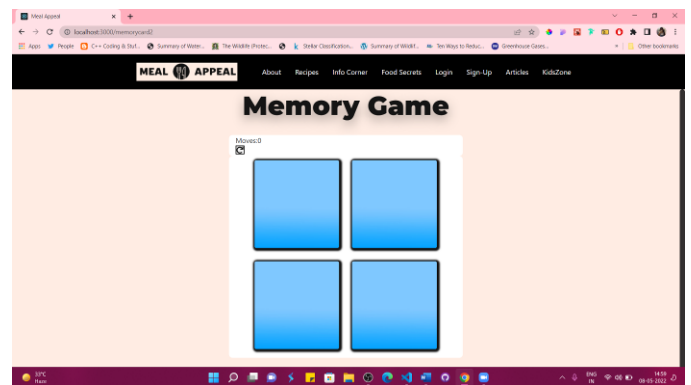 Meal Appeal
localhost:3000/memorycard2
Apps People C++ Coding & Stuf... Summary of Water... The Wildlife (Protec... Stellar Classification... Summary of Wildlif... Ten Ways to Reduc... Greenhouse Gases... Other bookmarks
MEAL APPEAL About Recipes Info Corner Food Secrets Login Sign-Up Articles KidsZone
Memory Game
Moves:0
33°C
Haze
ENG
IN
14:59
08-05-2022